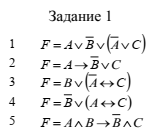 Задание 1
1 F = A ∨ B̅ ∨ (A̅ ∨ C)
2 F = A → B̅ ∨ C
3 F = B ∨ (A̅ ↔ C)
4 F = B̅ ∨ (A ↔ C)
5 F = A ∧ B → B̅ ∧ C